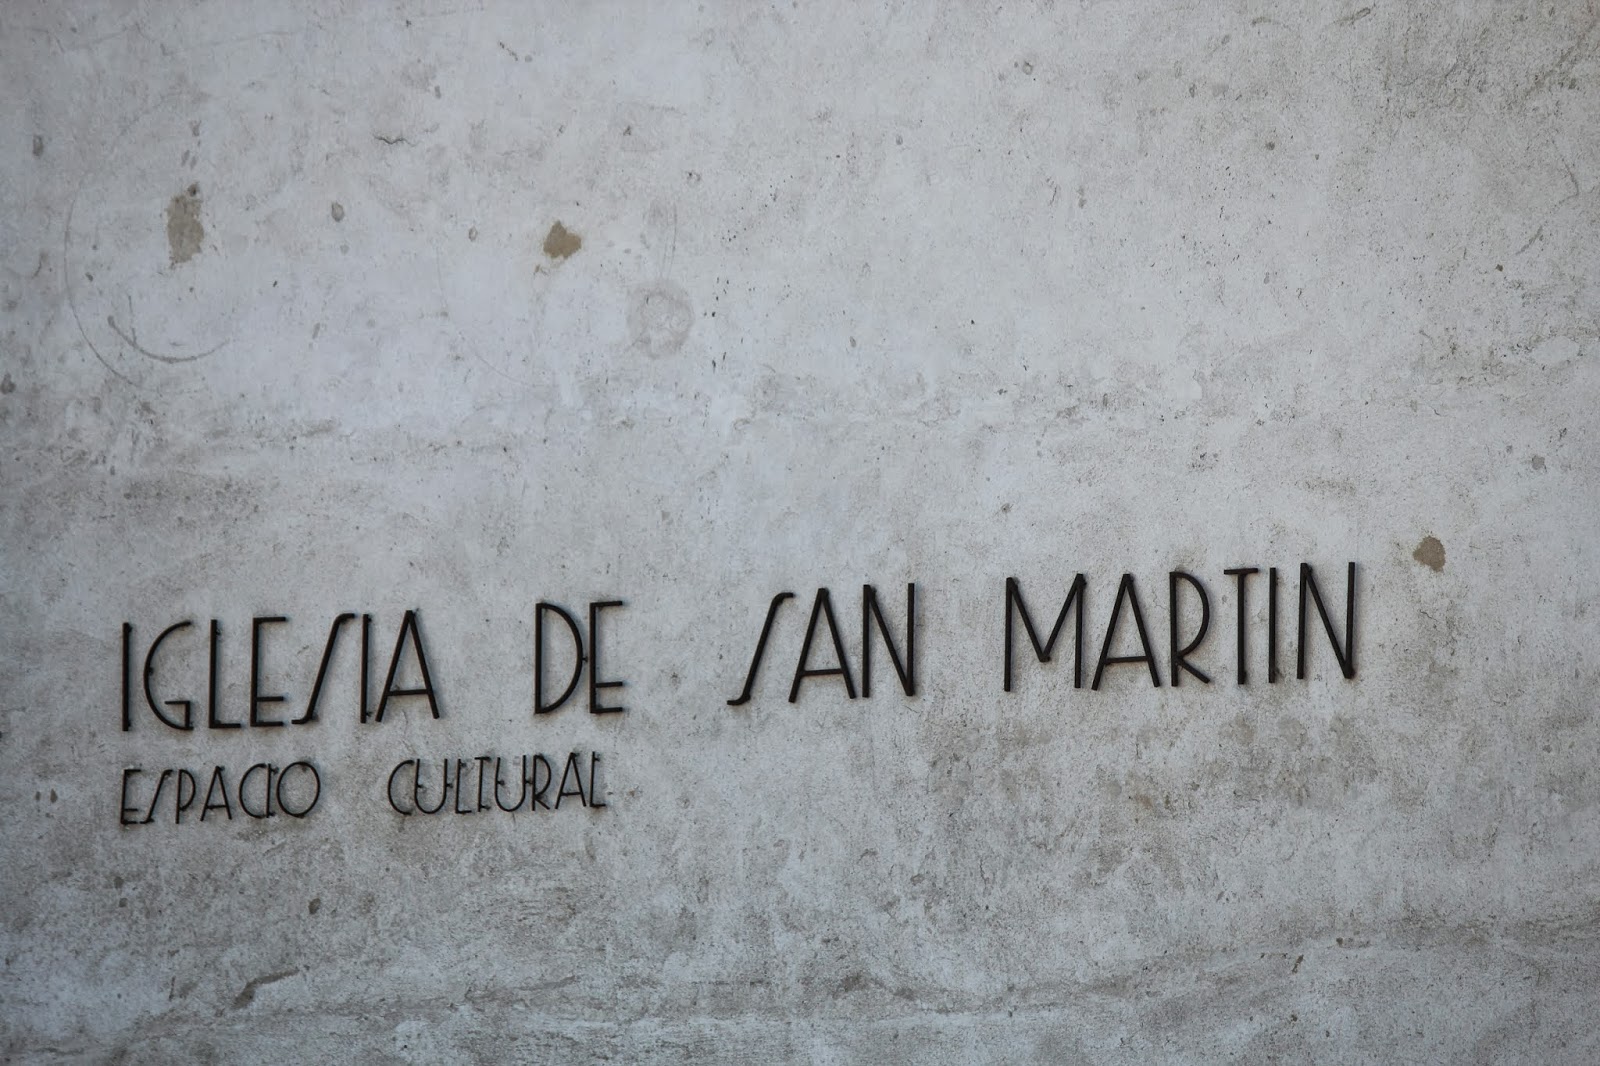 IGLESIA DE SAN MARTIN
ESPACIO CULTURAL